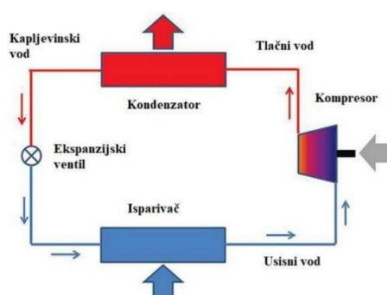 Kapljevinski
vod
Tlačni vod
Kondenzator
Kompresor
Ekspanzijski
ventil
Isparivač
Usisni vod